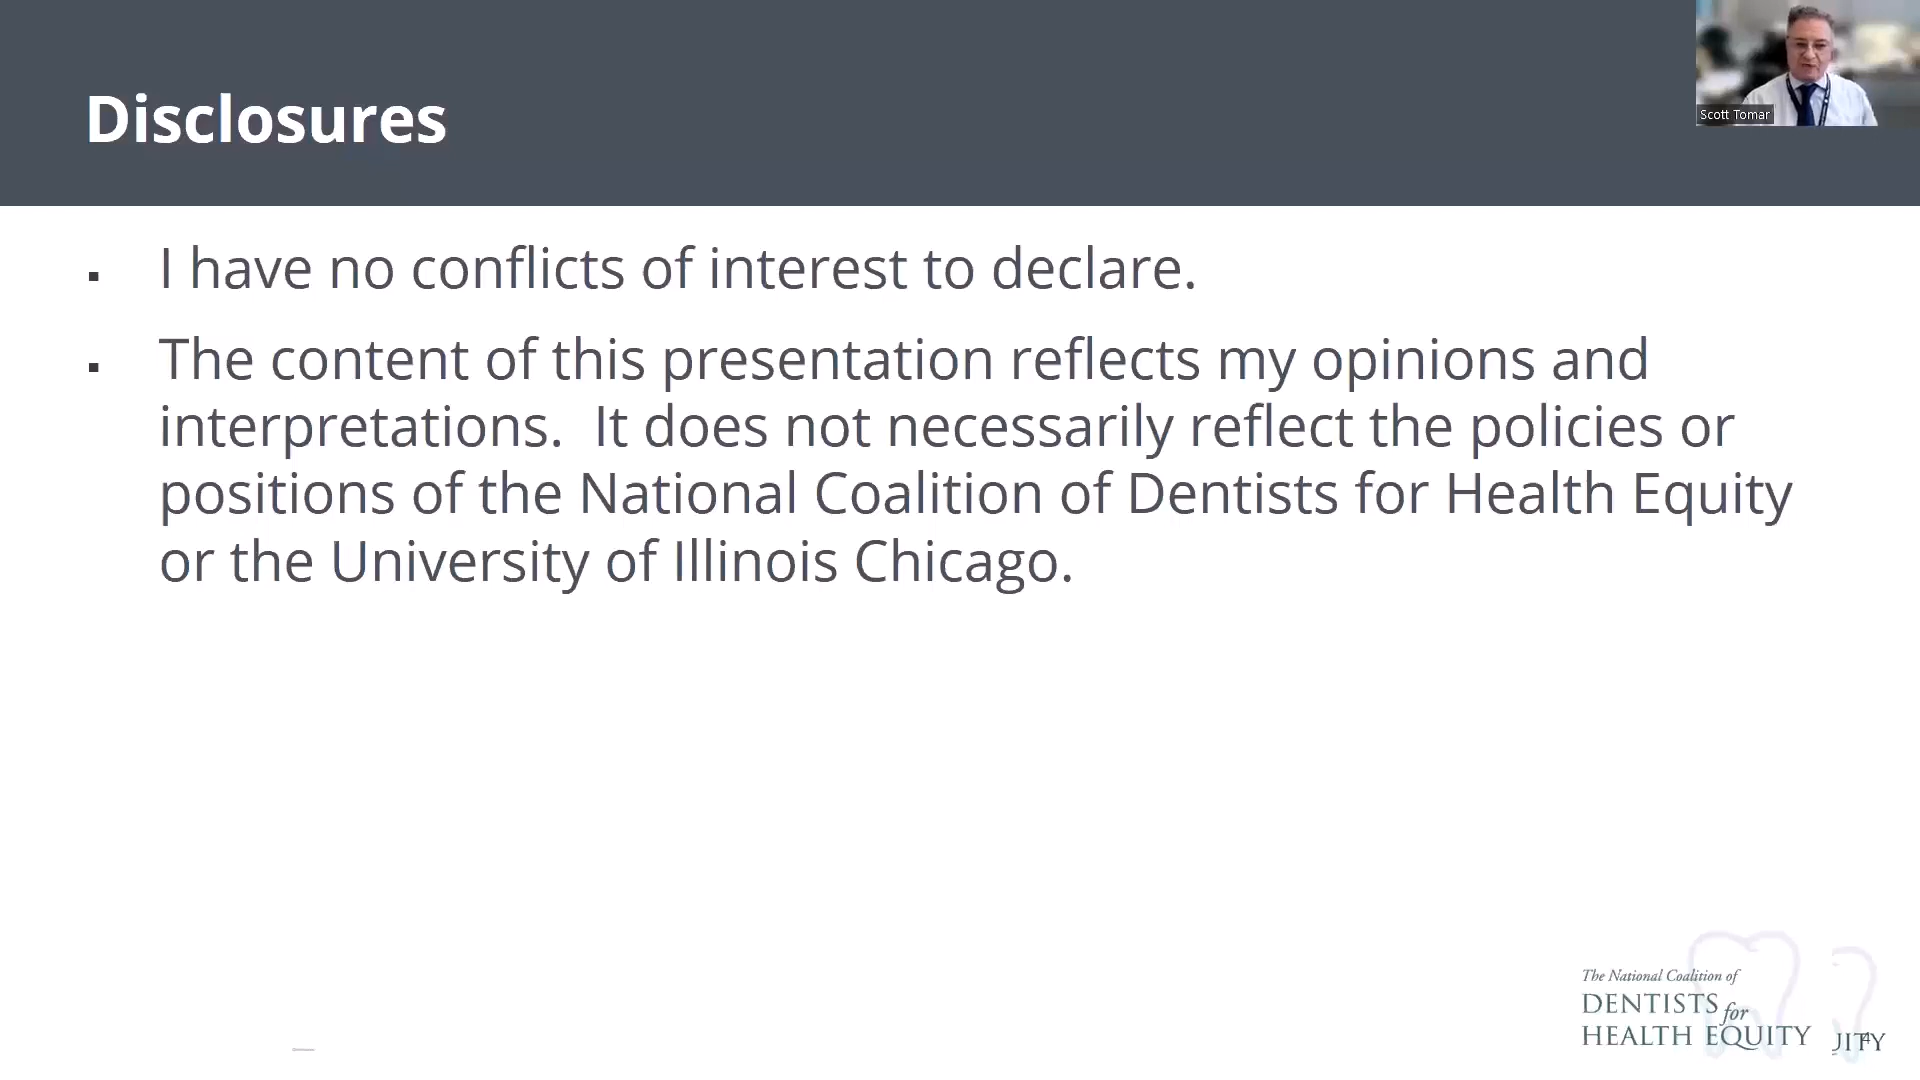 Disclosures
Scott Tomar
▪ I have no conflicts of interest to declare.
▪ The content of this presentation reflects my opinions and
interpretations.  It does not necessarily reflect the policies or
positions of the National Coalition of Dentists for Health Equity
or the University of Illinois Chicago.
The National Coalition of
DENTISTS for
HEALTH EQUITY
UITY
4